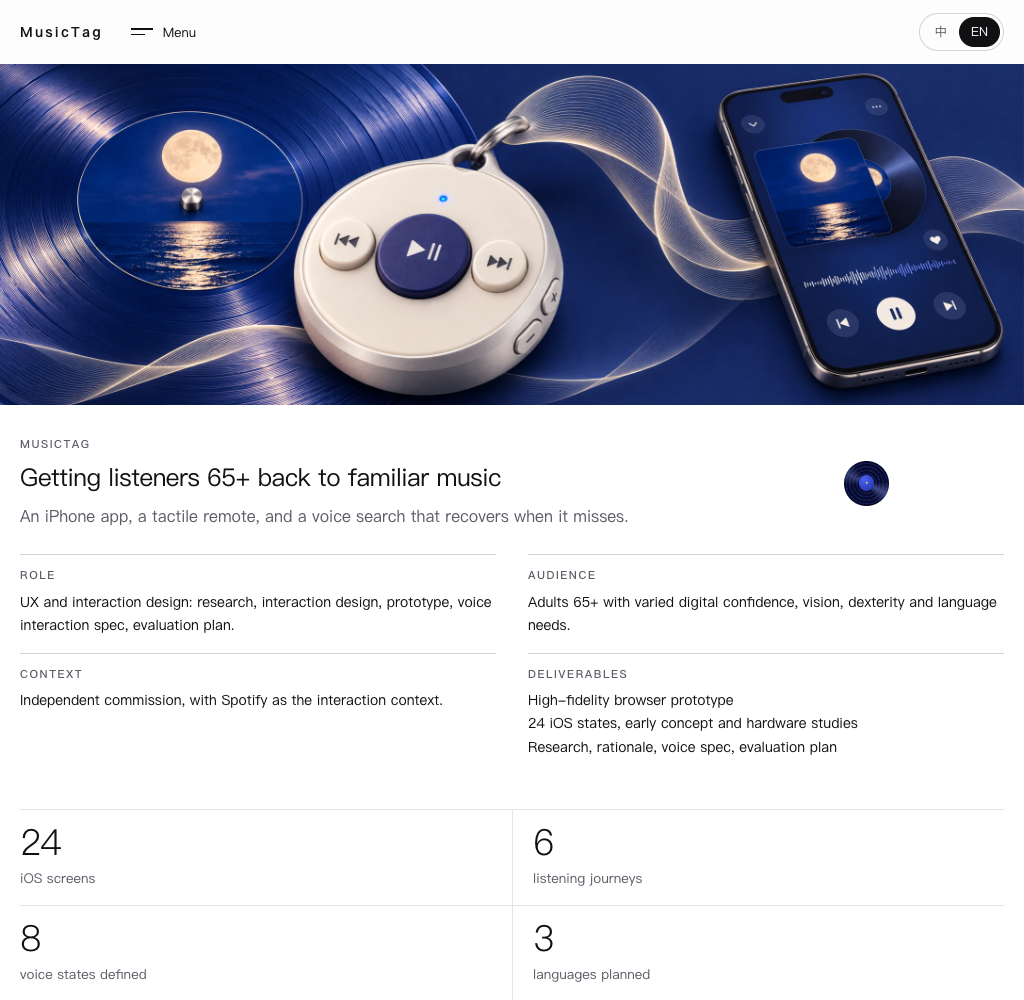 MusicTag
Menu
中
EN
MUSICTAG
Getting listeners 65+ back to familiar music
An iPhone app, a tactile remote, and a voice search that recovers when it misses.
ROLE
UX and interaction design: research, interaction design, prototype, voice
interaction spec, evaluation plan.
AUDIENCE
Adults 65+ with varied digital confidence, vision, dexterity and language
needs.
CONTEXT
Independent commission, with Spotify as the interaction context.
DELIVERABLES
High-fidelity browser prototype
24 iOS states, early concept and hardware studies
Research, rationale, voice spec, evaluation plan
24
iOS screens
6
listening journeys
8
voice states defined
3
languages planned